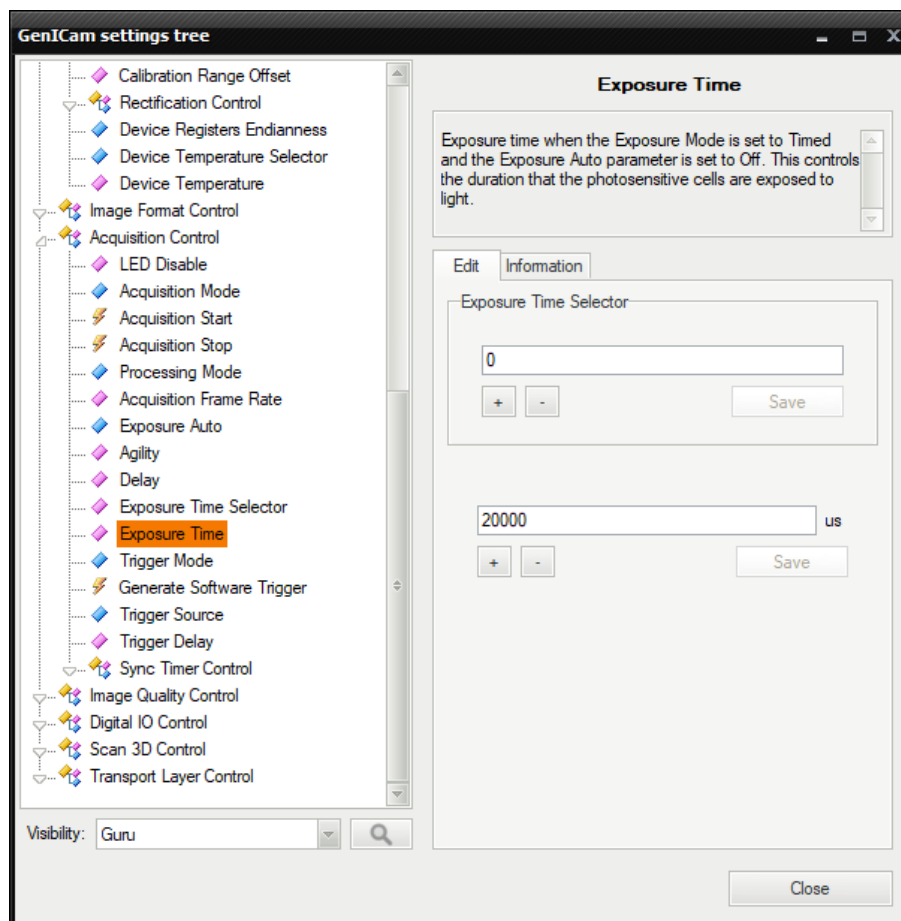 GenICam settings tree
Calibration Range Offset
Rectification Control
Device Registers Endianness
Device Temperature Selector
Device Temperature
Image Format Control
Acquisition Control
LED Disable
Acquisition Mode
Acquisition Start
Acquisition Stop
Processing Mode
Acquisition Frame Rate
Exposure Auto
Agility
Delay
Exposure Time Selector
Exposure Time
Trigger Mode
Generate Software Trigger
Trigger Source
Trigger Delay
Sync Timer Control
Image Quality Control
Digital IO Control
Scan 3D Control
Transport Layer Control
Visibility: Guru
Exposure Time
Exposure time when the Exposure Mode is set to Timed
and the Exposure Auto parameter is set to Off. This controls
the duration that the photosensitive cells are exposed to
light.
Edit Information
Exposure Time Selector
0
+ - Save
20000 us
+ - Save
Close